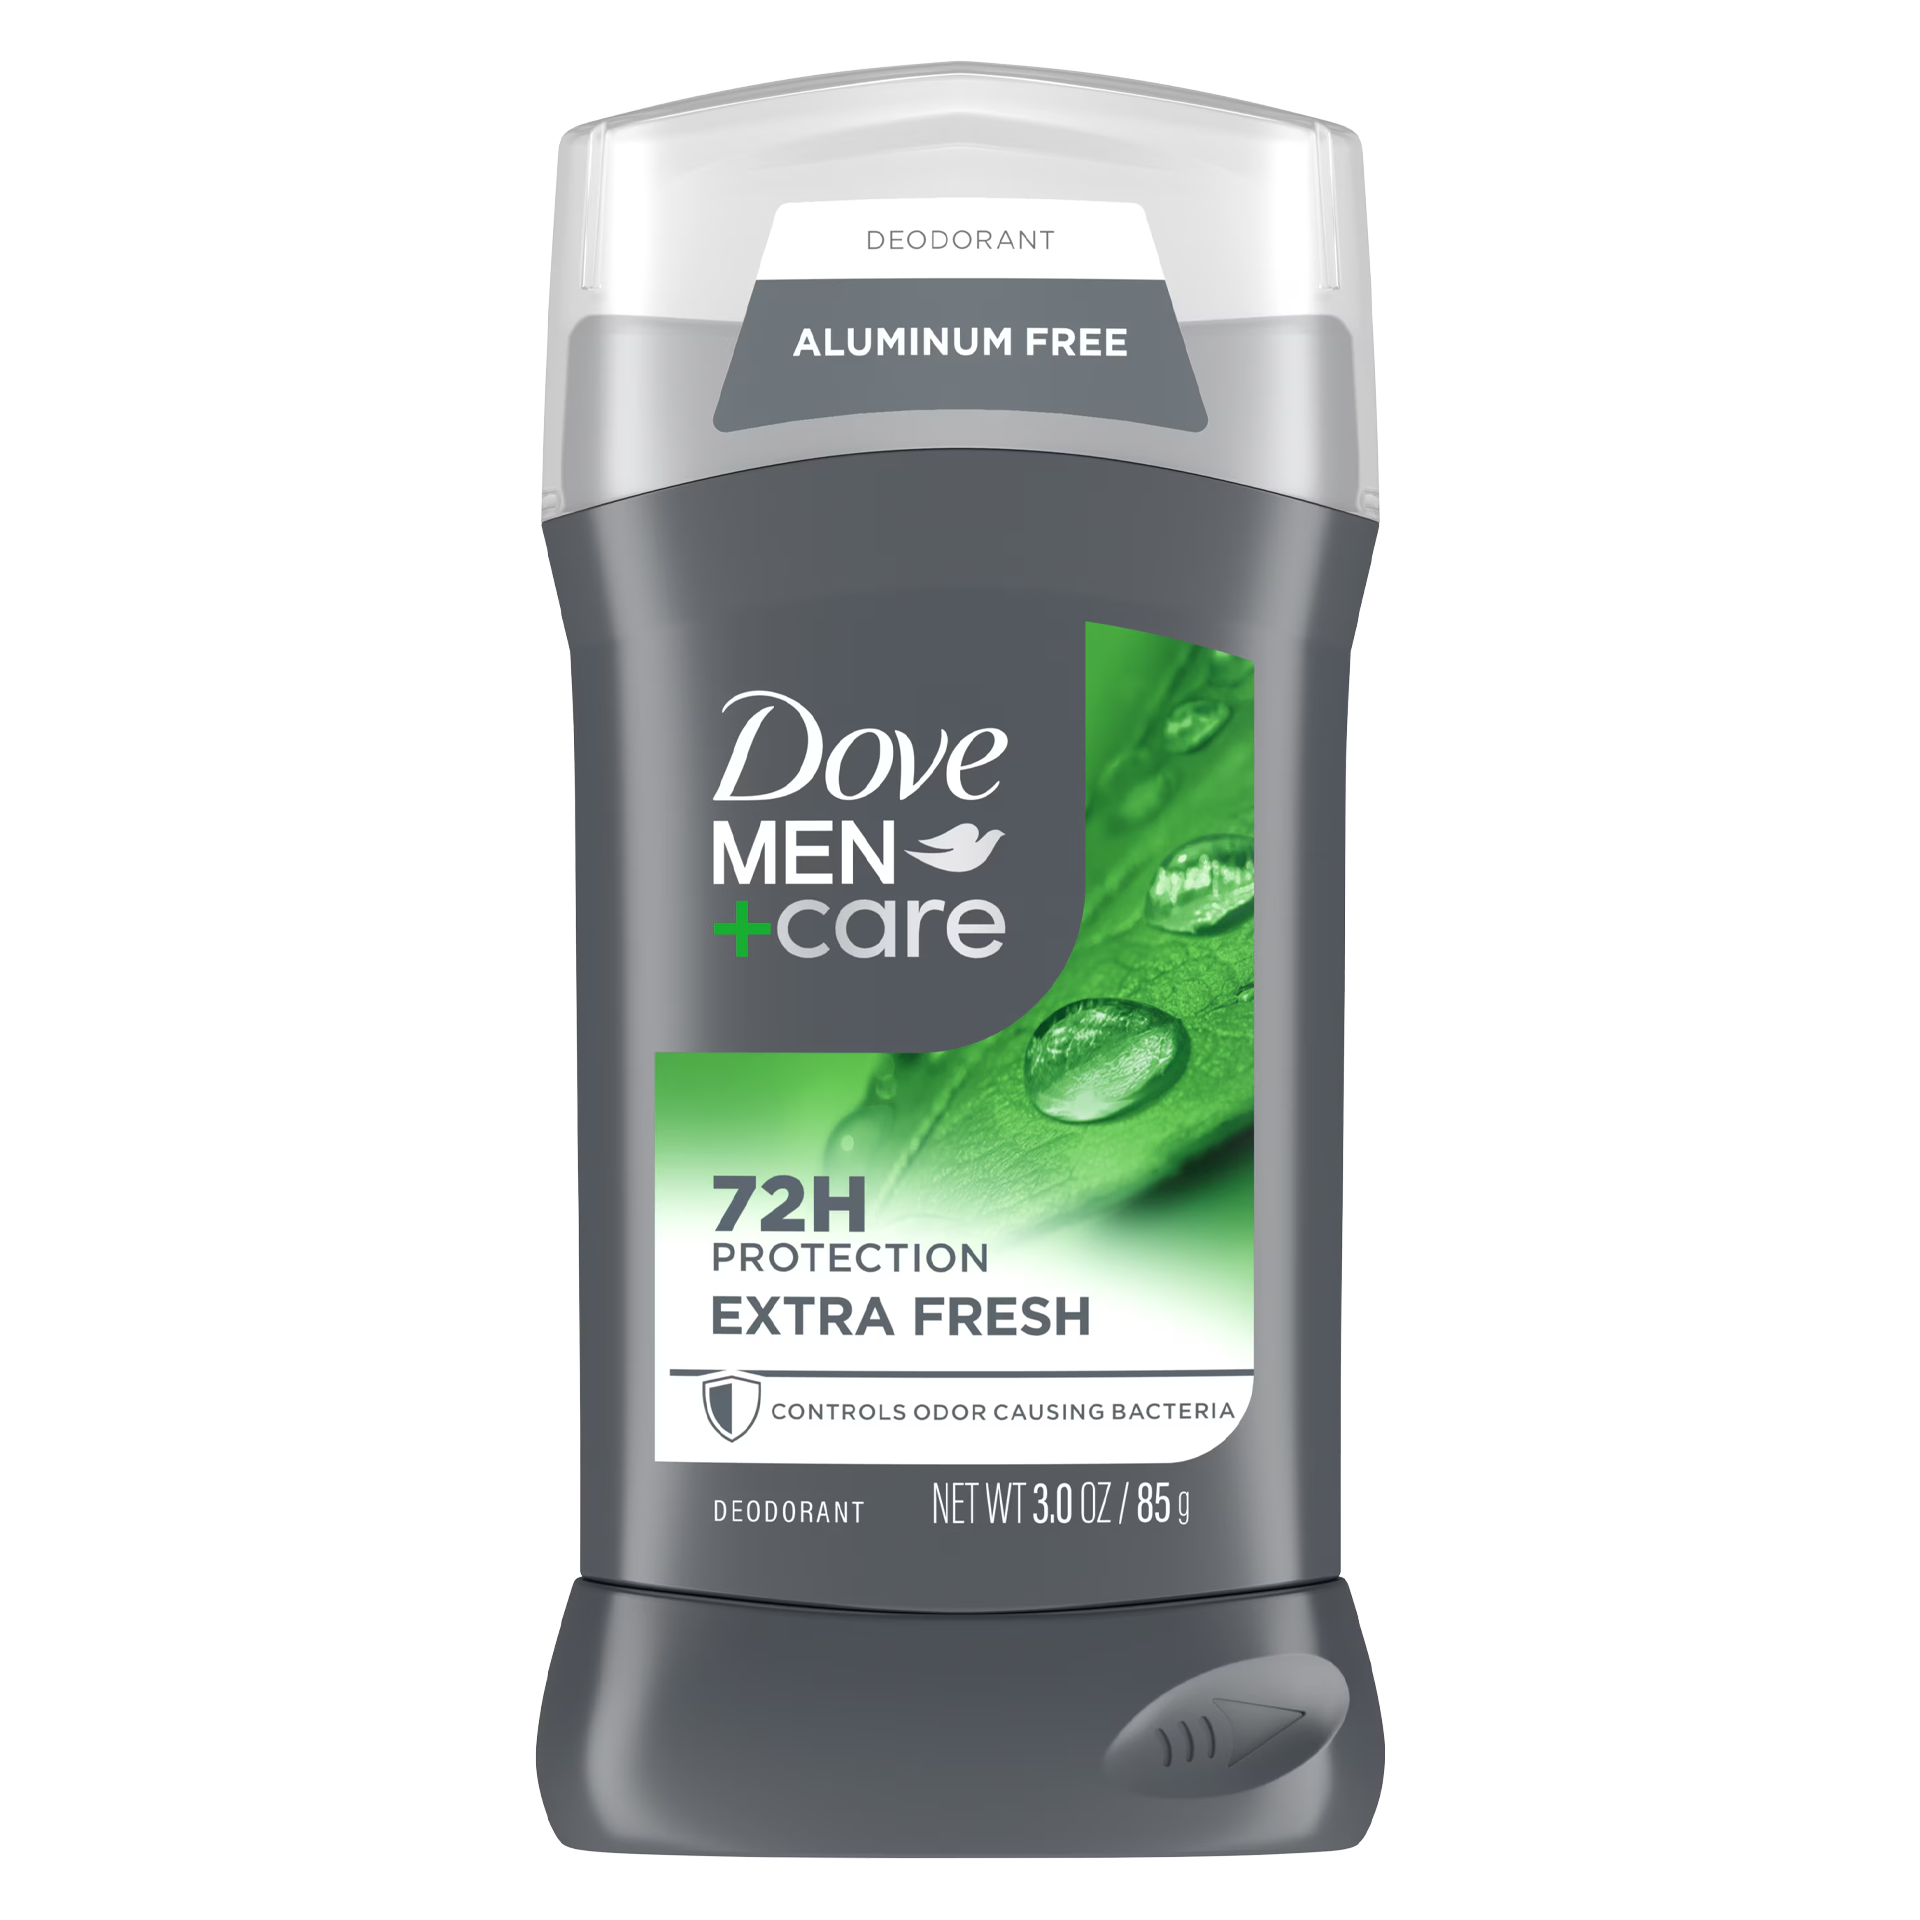 DEODORANT
ALUMINUM FREE
Dove
MEN
+care
72H
PROTECTION
EXTRA FRESH
CONTROLS ODOR CAUSING BACTERIA
DEODORANT NET WT 3.0 OZ / 85 g